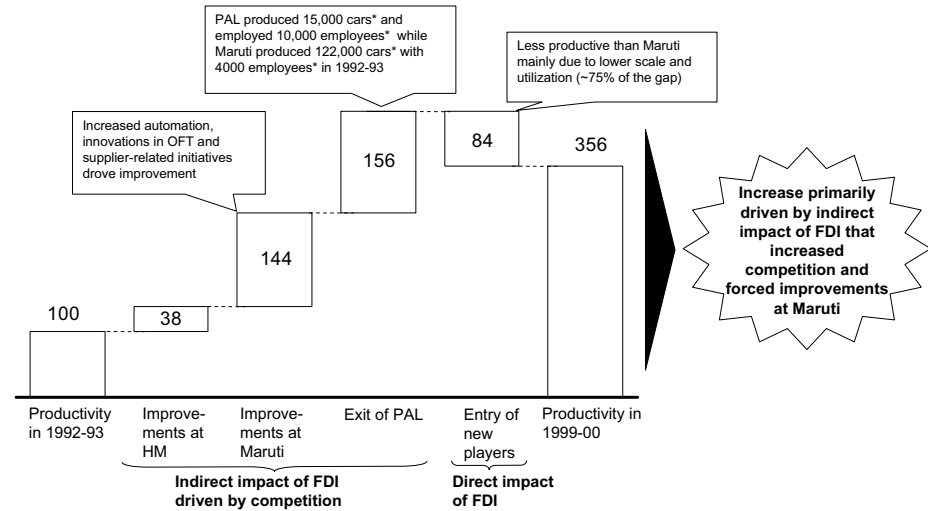 PAL produced 15,000 cars* and
employed 10,000 employees* while
Maruti produced 122,000 cars* with
4000 employees* in 1992-93
Less productive than Maruti
mainly due to lower scale and
utilization (~75% of the gap)
Increased automation,
innovations in OFT and
supplier-related initiatives
drove improvement
100
38
144
156
84
356
Increase primarily
driven by indirect
impact of FDI that
increased
competition and
forced improvements
at Maruti
Productivity
in 1992-93
Improve-
ments at
HM
Improve-
ments at
Maruti
Exit of PAL
Entry of
new
players
Productivity in
1999-00
Indirect impact of FDI
driven by competition
Direct impact
of FDI